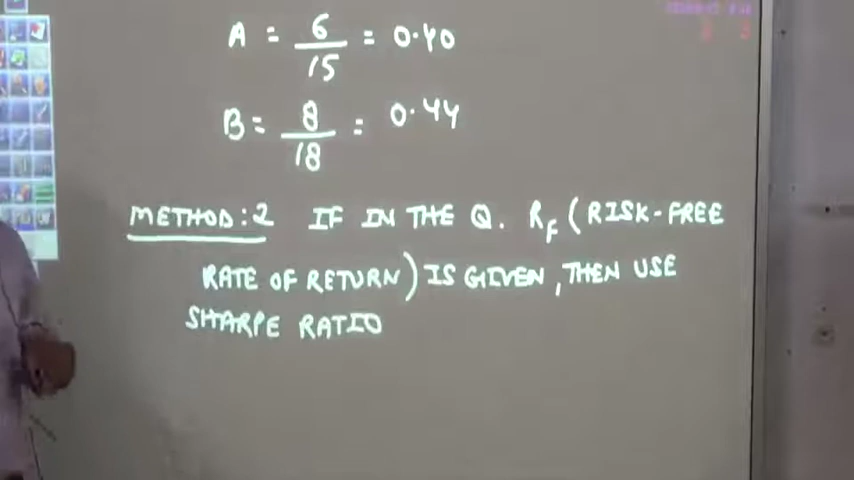 A = 6/15 = 0.40
B = 8/18 = 0.44
METHOD:2 IF IN THE Q. RF (RISK-FREE
RATE OF RETURN) IS GIVEN, THEN USE
SHARPE RATIO